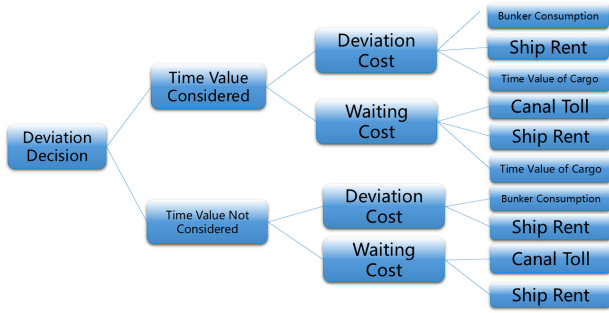 Deviation
Decision
Time Value
Considered
Time Value Not
Considered
Deviation
Cost
Waiting
Cost
Deviation
Cost
Waiting
Cost
Bunker Consumption
Ship Rent
Time Value of Cargo
Canal Toll
Ship Rent
Time Value of Cargo
Bunker Consumption
Ship Rent
Canal Toll
Ship Rent